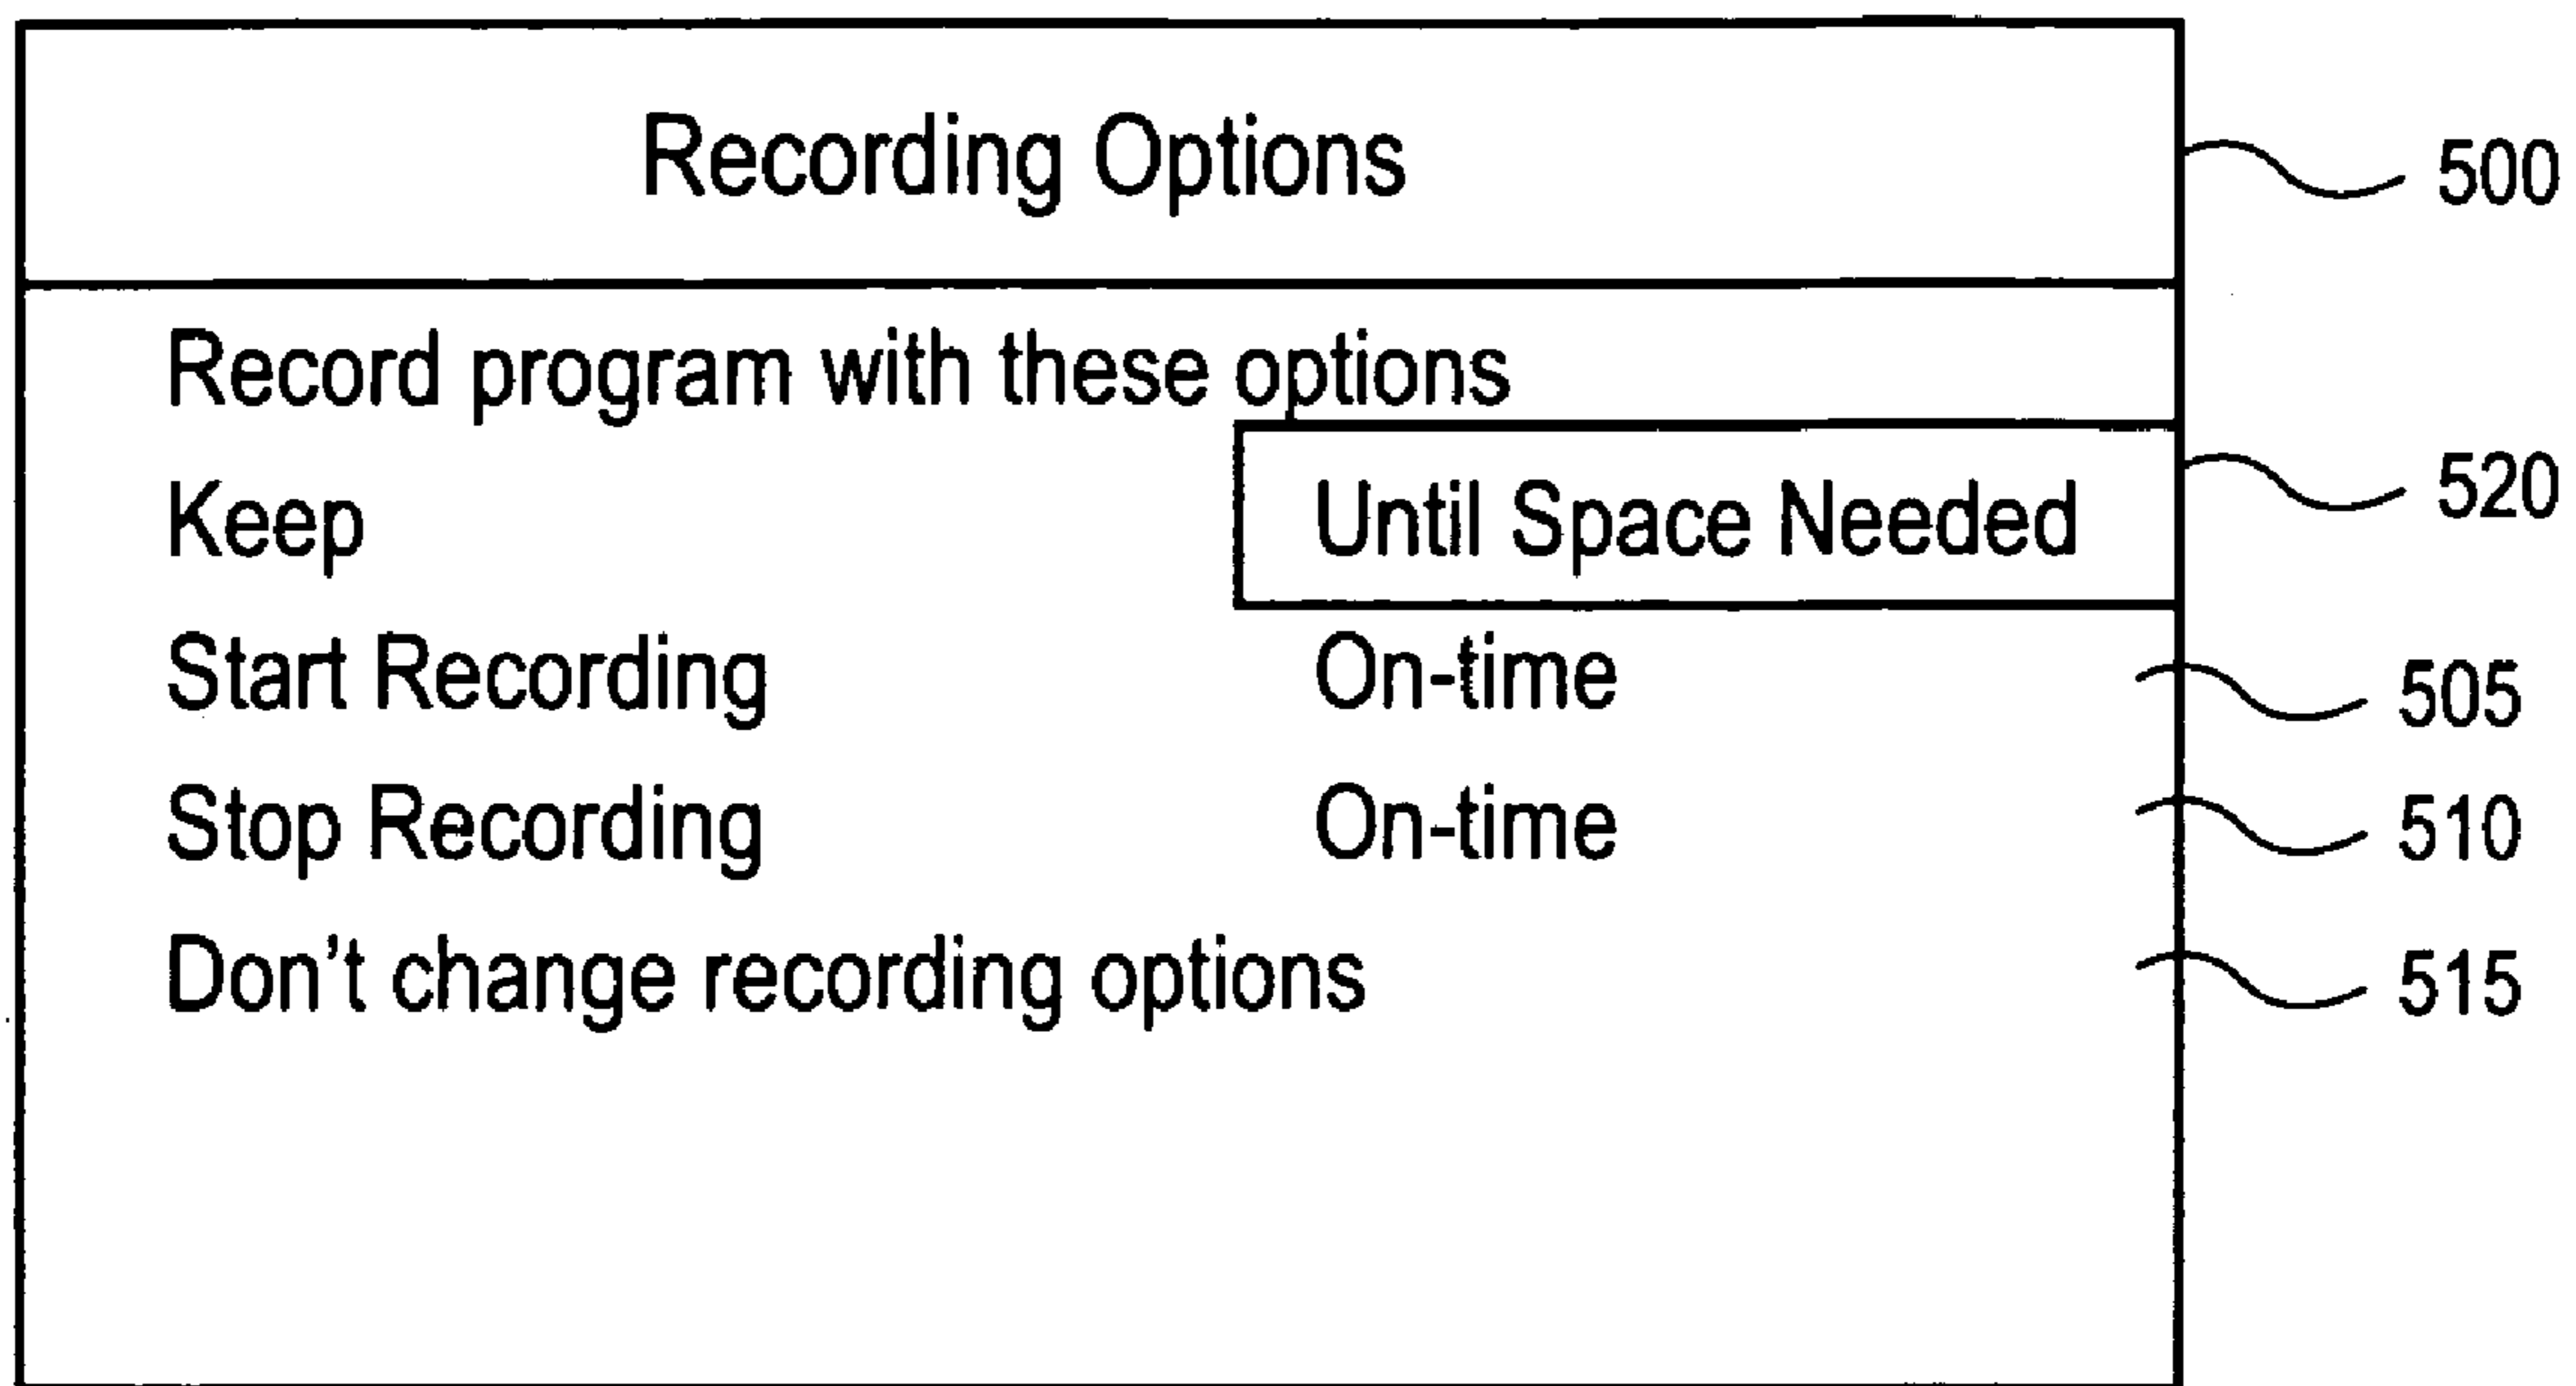 Recording Options
500
Record program with these options
Keep Until Space Needed
520
Start Recording On-time
505
Stop Recording On-time
510
Don't change recording options
515